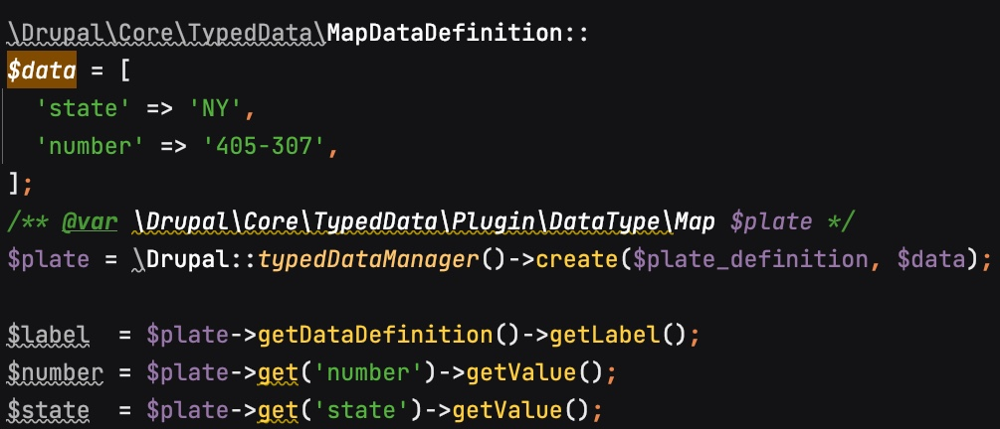 \Drupal\Core\TypedData\MapDataDefinition::
$data = [
  'state' => 'NY',
  'number' => '405-307',
];
/** @var \Drupal\Core\TypedData\Plugin\DataType\Map $plate */
$plate = \Drupal::typedDataManager()->create($plate_definition, $data);

$label  = $plate->getDataDefinition()->getLabel();
$number = $plate->get('number')->getValue();
$state  = $plate->get('state')->getValue();